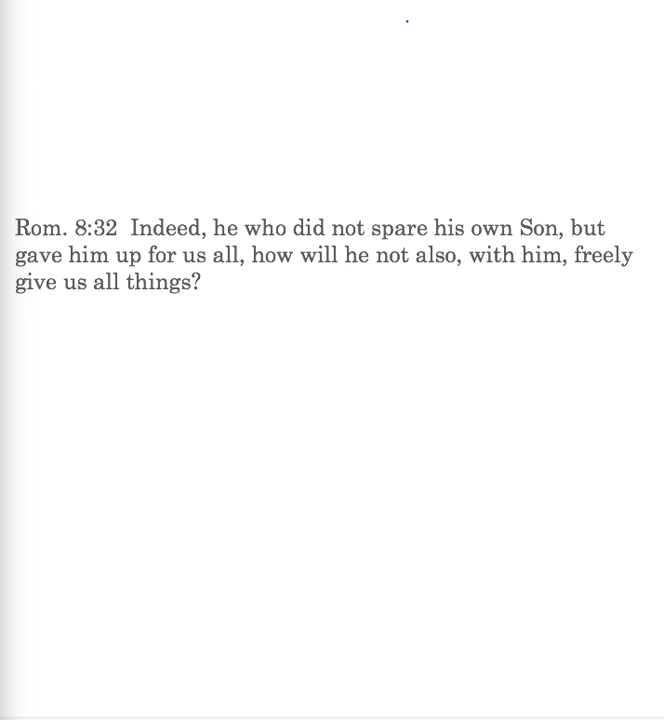 Rom. 8:32 Indeed, he who did not spare his own Son, but
gave him up for us all, how will he not also, with him, freely
give us all things?